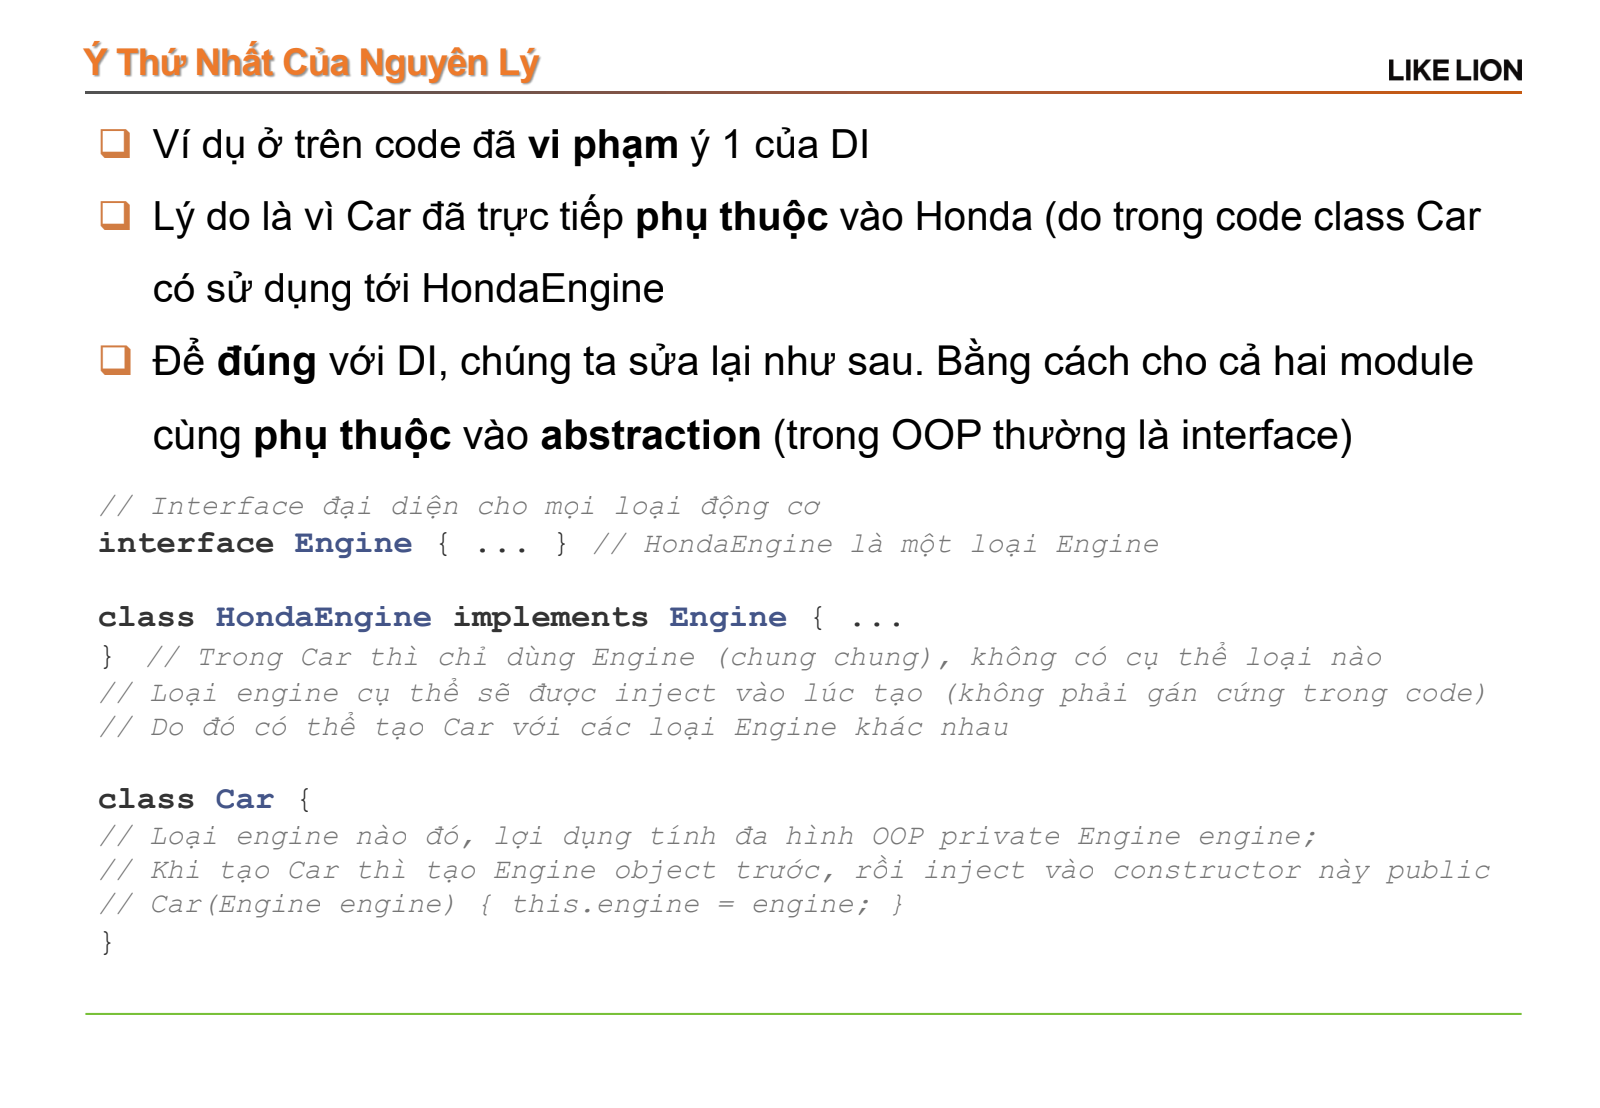 Ý Thứ Nhất Của Nguyên Lý
LIKE LION
Ví dụ ở trên code đã vi phạm ý 1 của DI
Lý do là vì Car đã trực tiếp phụ thuộc vào Honda (do trong code class Car
có sử dụng tới HondaEngine
Để đúng với DI, chúng ta sửa lại như sau. Bằng cách cho cả hai module
cùng phụ thuộc vào abstraction (trong OOP thường là interface)
// Interface đại diện cho mọi loại động cơ
interface Engine { ... } // HondaEngine là một loại Engine
class HondaEngine implements Engine { ...
} // Trong Car thì chỉ dùng Engine (chung chung), không có cụ thể loại nào
// Loại engine cụ thể sẽ được inject vào lúc tạo (không phải gán cứng trong code)
// Do đó có thể tạo Car với các loại Engine khác nhau
class Car {
// Loại engine nào đó, lợi dụng tính đa hình OOP private Engine engine;
// Khi tạo Car thì tạo Engine object trước, rồi inject vào constructor này public
// Car(Engine engine) { this.engine = engine; }
}